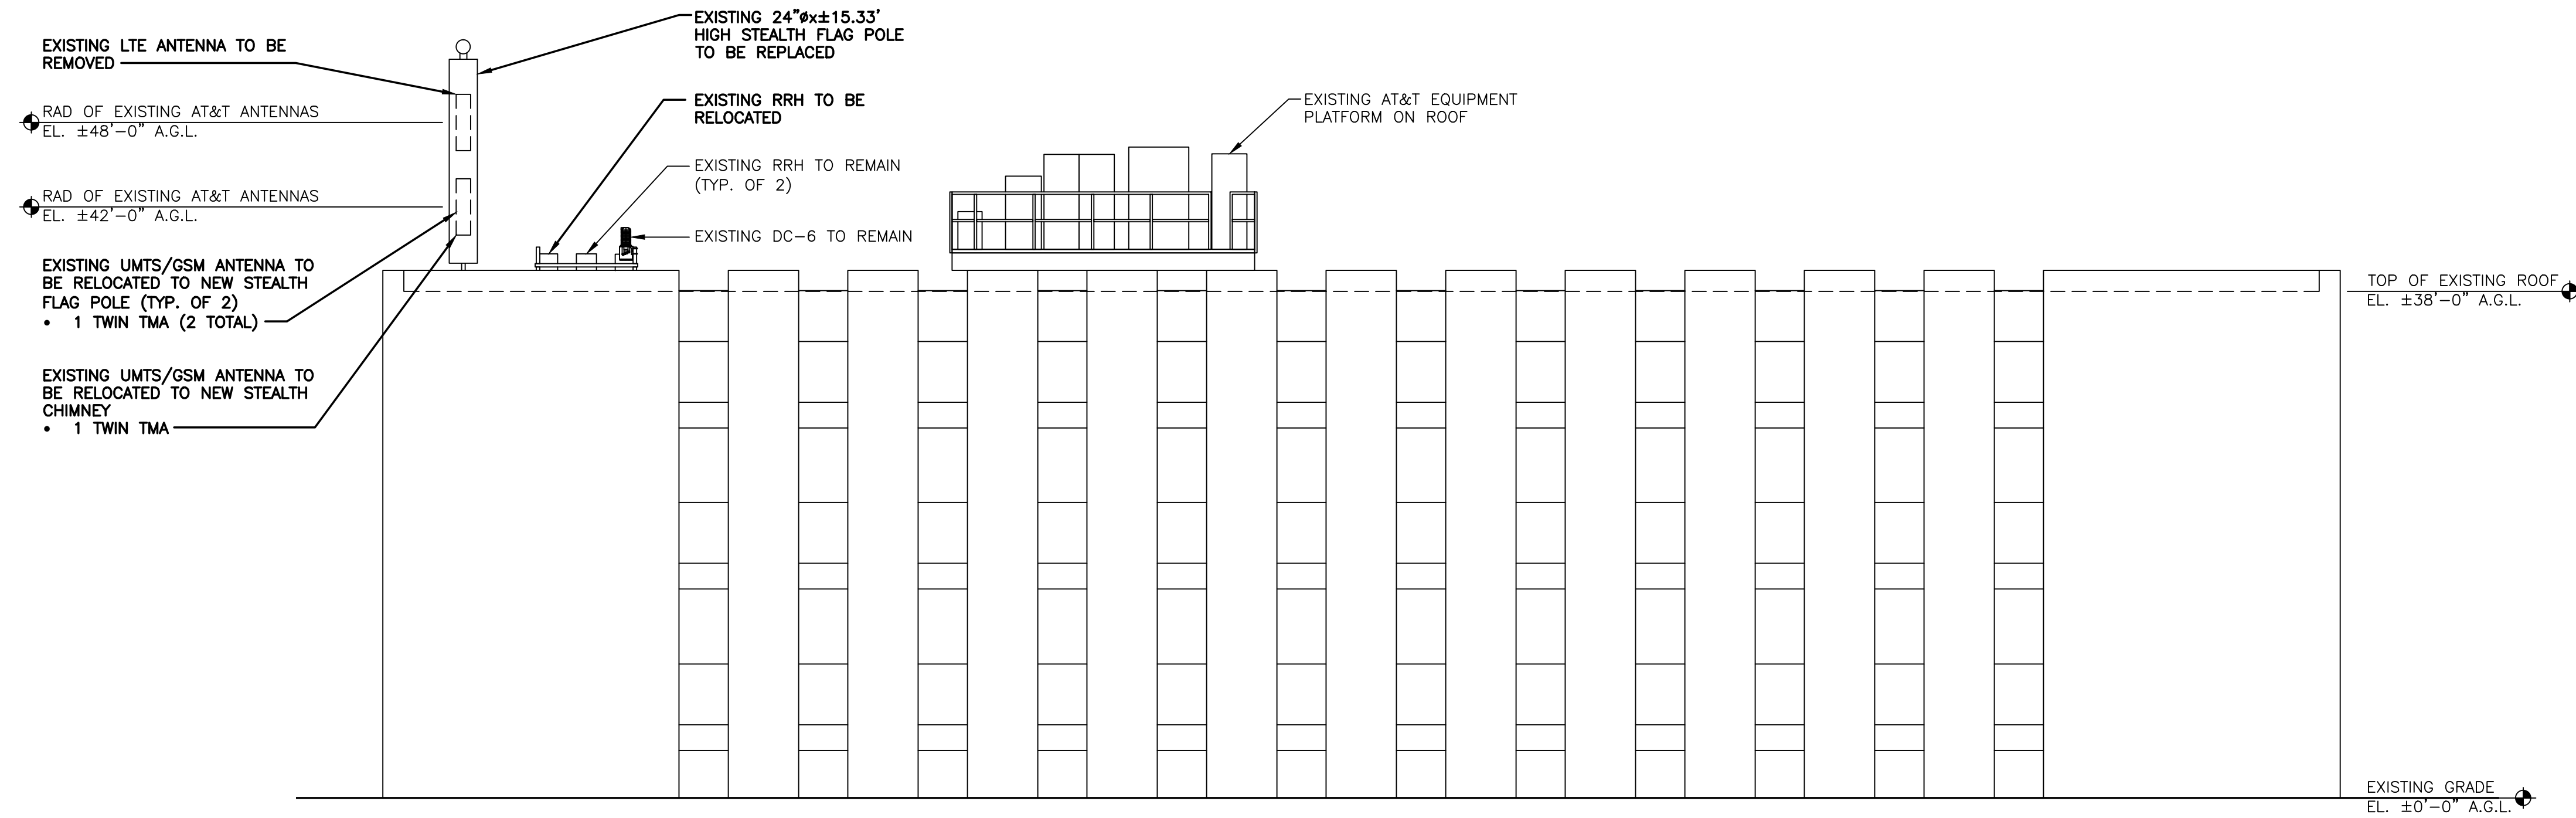 EXISTING 24"øx±15.33'
HIGH STEALTH FLAG POLE
TO BE REPLACED
EXISTING LTE ANTENNA TO BE
REMOVED
RAD OF EXISTING AT&T ANTENNAS
EL. ±48'-0" A.G.L.
EXISTING RRH TO BE
RELOCATED
EXISTING AT&T EQUIPMENT
PLATFORM ON ROOF
EXISTING RRH TO REMAIN
(TYP. OF 2)
RAD OF EXISTING AT&T ANTENNAS
EL. ±42'-0" A.G.L.
EXISTING DC-6 TO REMAIN
EXISTING UMTS/GSM ANTENNA TO
BE RELOCATED TO NEW STEALTH
FLAG POLE (TYP. OF 2)
• 1 TWIN TMA (2 TOTAL)
TOP OF EXISTING ROOF
EL. ±38'-0" A.G.L.
EXISTING UMTS/GSM ANTENNA TO
BE RELOCATED TO NEW STEALTH
CHIMNEY
• 1 TWIN TMA
EXISTING GRADE
EL. ±0'-0" A.G.L.